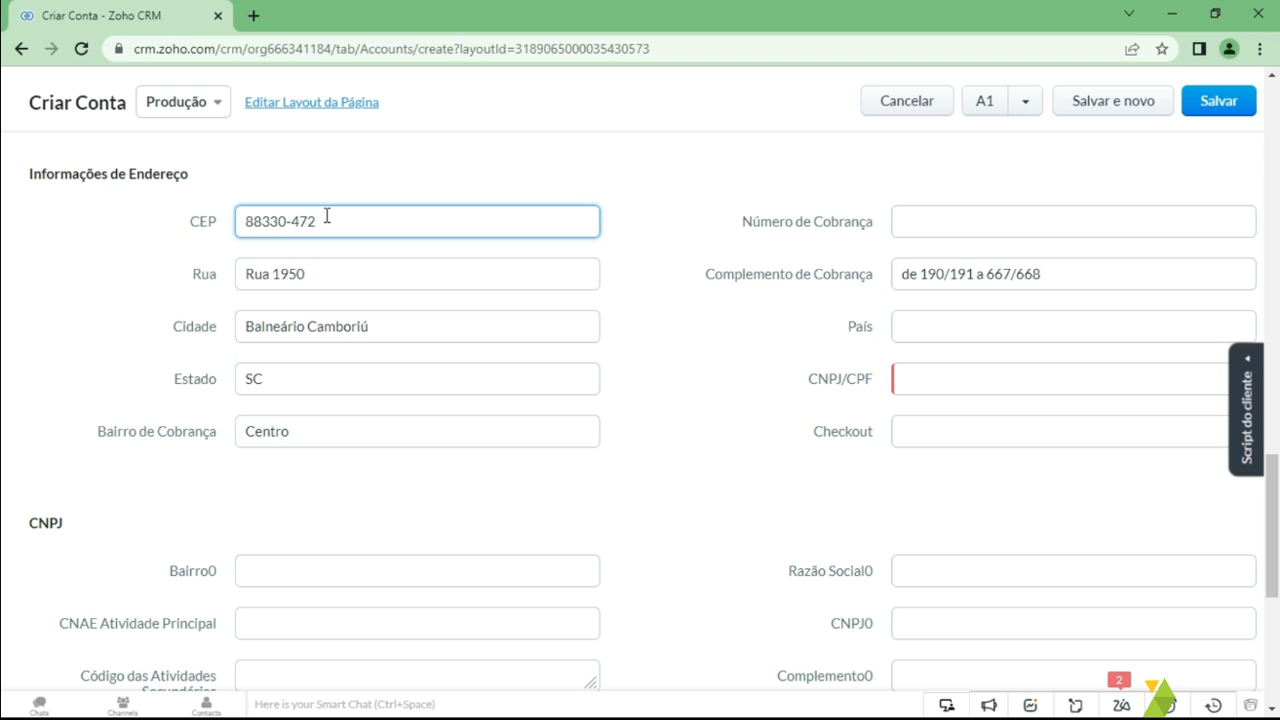 Criar Conta - Zoho CRM
crm.zoho.com/crm/org666341184/tab/Accounts/create?layoutId=3189065000035430573
Criar Conta Produção Editar Layout da Página Cancelar A1 Salvar e novo Salvar
Informações de Endereço
CEP 88330-472 Número de Cobrança
Rua Rua 1950 Complemento de Cobrança de 190/191 a 667/668
Cidade Balneário Camboriú País
Estado SC CNPJ/CPF
Bairro de Cobrança Centro Checkout
Script do cliente
CNPJ
Bairro0 Razão Social0
CNAE Atividade Principal CNPJ0
Código das Atividades Complemento0
Secundárias
2
Chats Channels Contacts Here is your Smart Chat (Ctrl+Space)